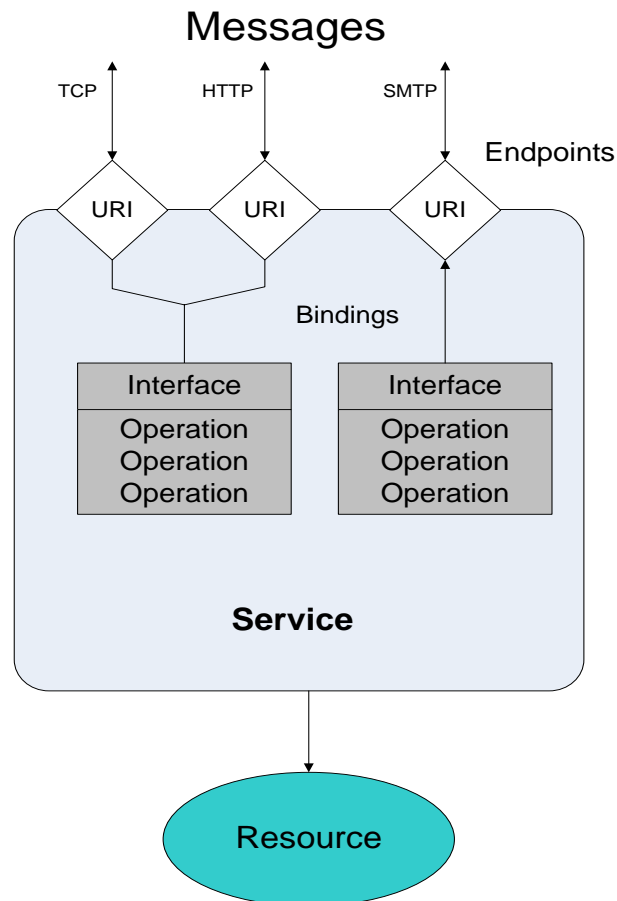 Messages
TCP
HTTP
SMTP
Endpoints
URI
URI
URI
Bindings
Interface
Operation
Operation
Operation
Interface
Operation
Operation
Operation
Service
Resource